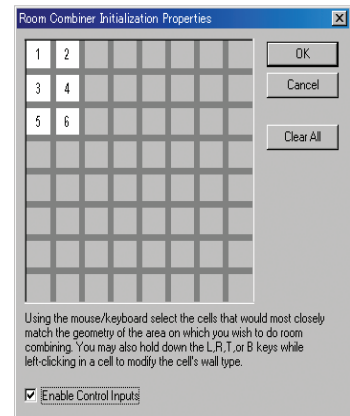 Room Combiner Initialization Properties
1 2
3 4
5 6
OK
Cancel
Clear All
Using the mouse/keyboard select the cells that would most closely
match the geometry of the area on which you wish to do room
combining. You may also hold down the L,R,T,or B keys while
left-clicking in a cell to modify the cell's wall type.
Enable Control Inputs